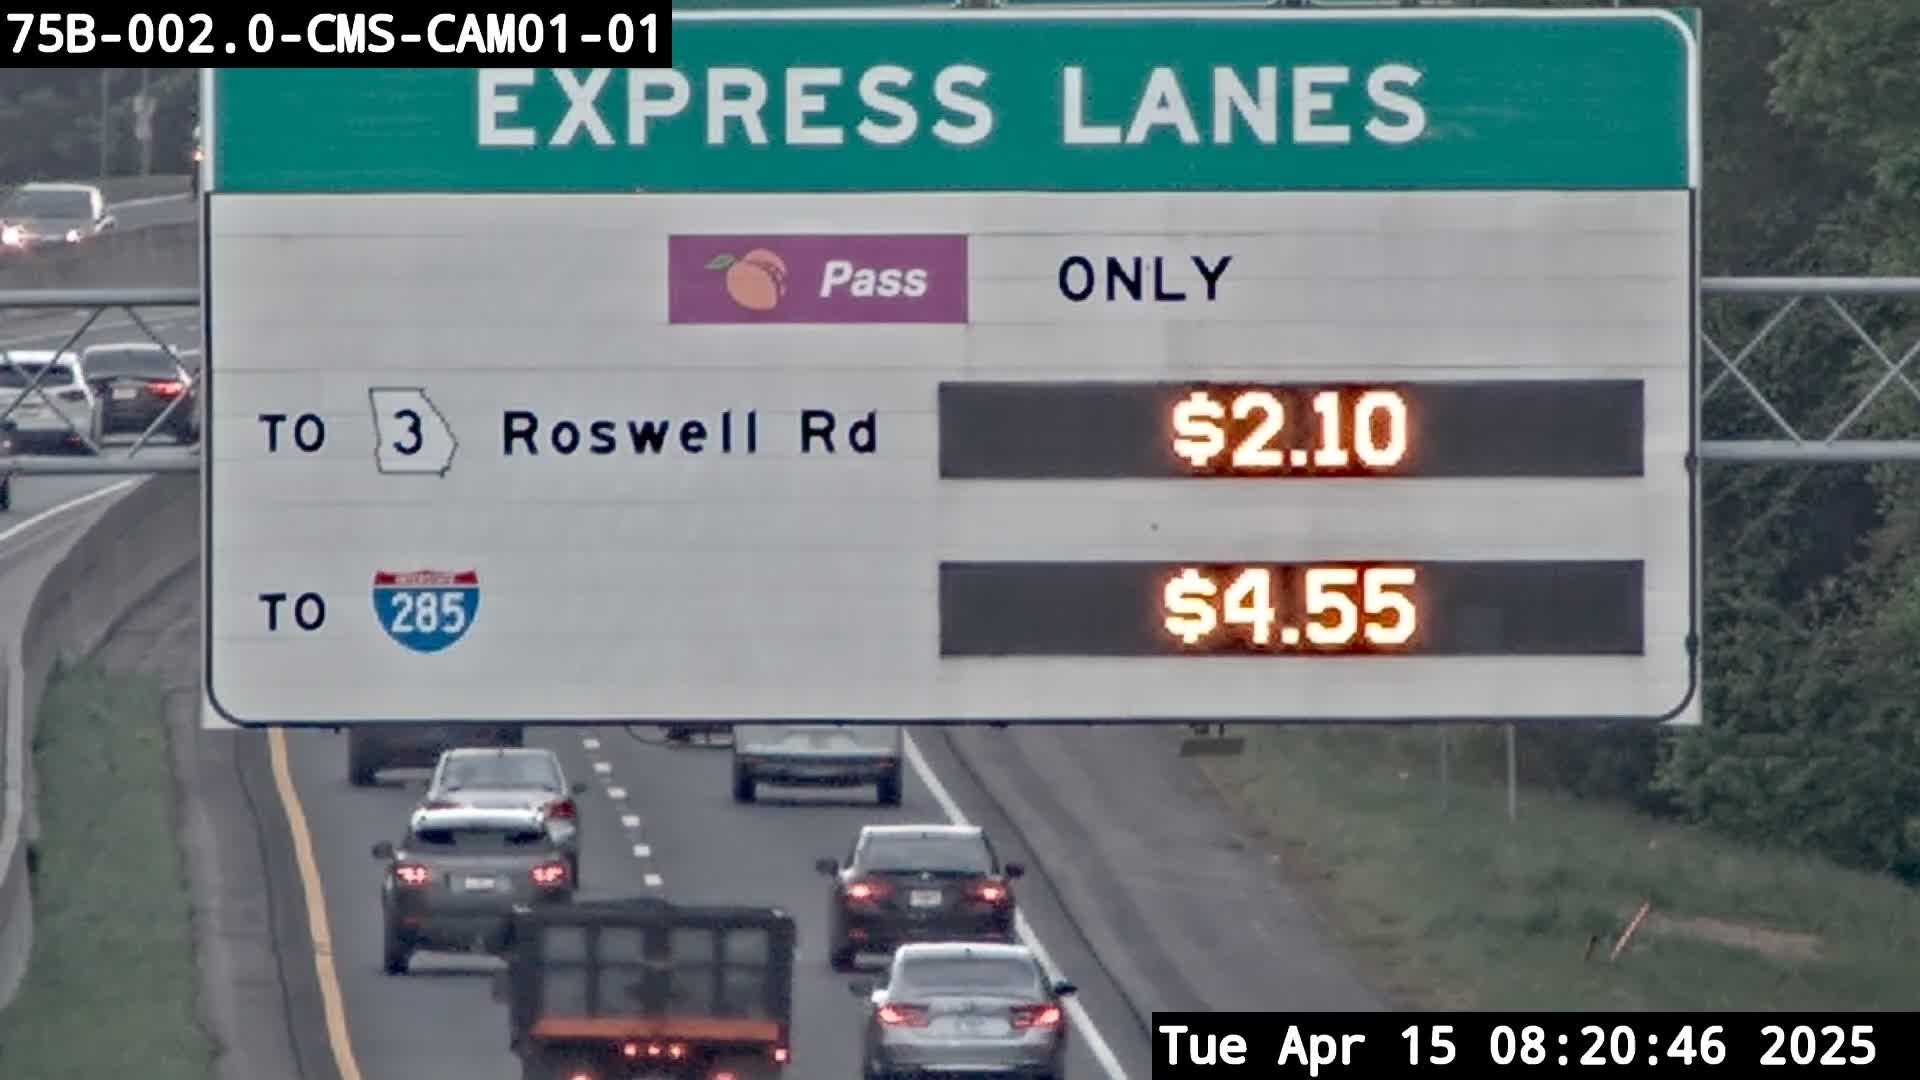 75B-002.0-CMS-CAM01-01
EXPRESS LANES
Pass ONLY
TO 3 Roswell Rd $2.10
TO 285 $4.55
Tue Apr 15 08:20:46 2025